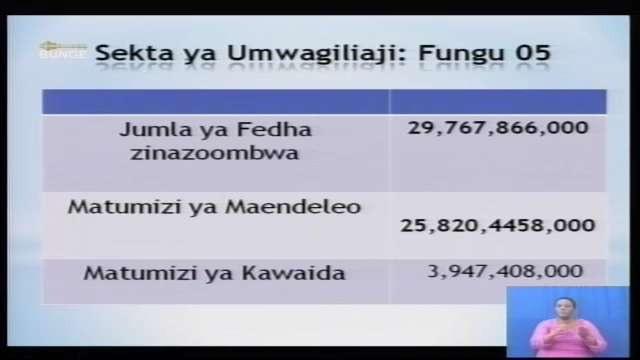 BUNGE
Sekta ya Umwagiliaji: Fungu 05
Jumla ya Fedha
zinazoombwa
29,767,866,000
Matumizi ya Maendeleo
25,820,4458,000
Matumizi ya Kawaida
3,947,408,000